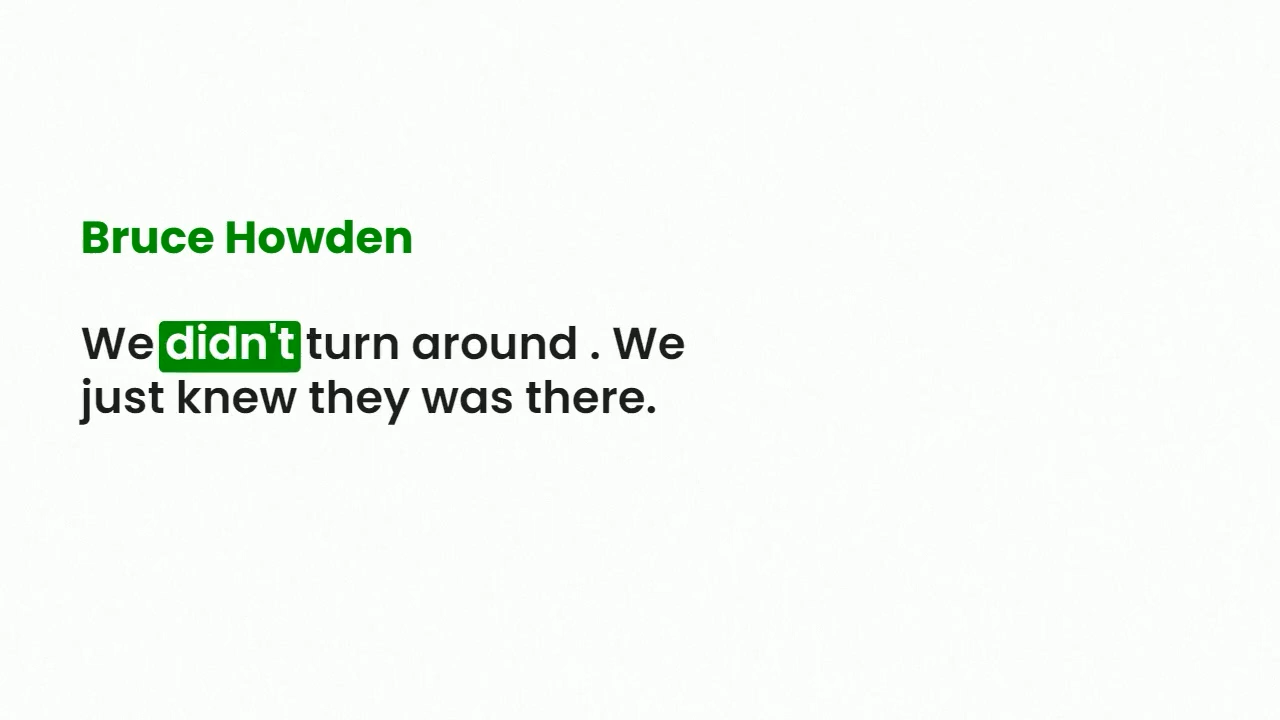 Bruce Howden
We didn't turn around . We
just knew they was there.